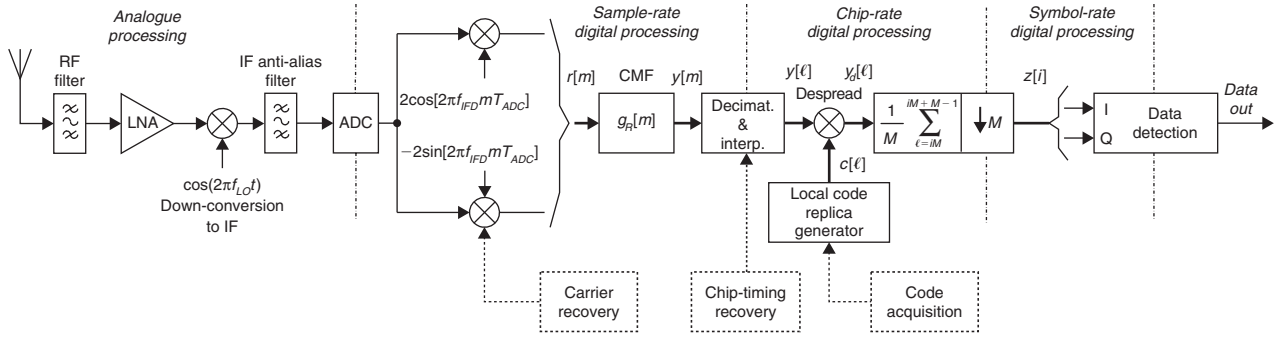 Analogue
processing
Sample-rate
digital processing
Chip-rate
digital processing
Symbol-rate
digital processing
RF
filter
IF anti-alias
filter
LNA
ADC
cos(2πf_LO t)
Down-conversion
to IF
2cos[2πf_IFD mT_ADC]
−2sin[2πf_IFD mT_ADC]
r[m]
CMF
g_R[m]
y[m]
Decimat.
&
interp.
y[ℓ]
y_d[ℓ]
Despread
c[ℓ]
Local code
replica
generator
1/M ∑_{ℓ=iM}^{iM+M−1}
↓M
z[i]
I
Q
Data
detection
Data
out
Carrier
recovery
Chip-timing
recovery
Code
acquisition